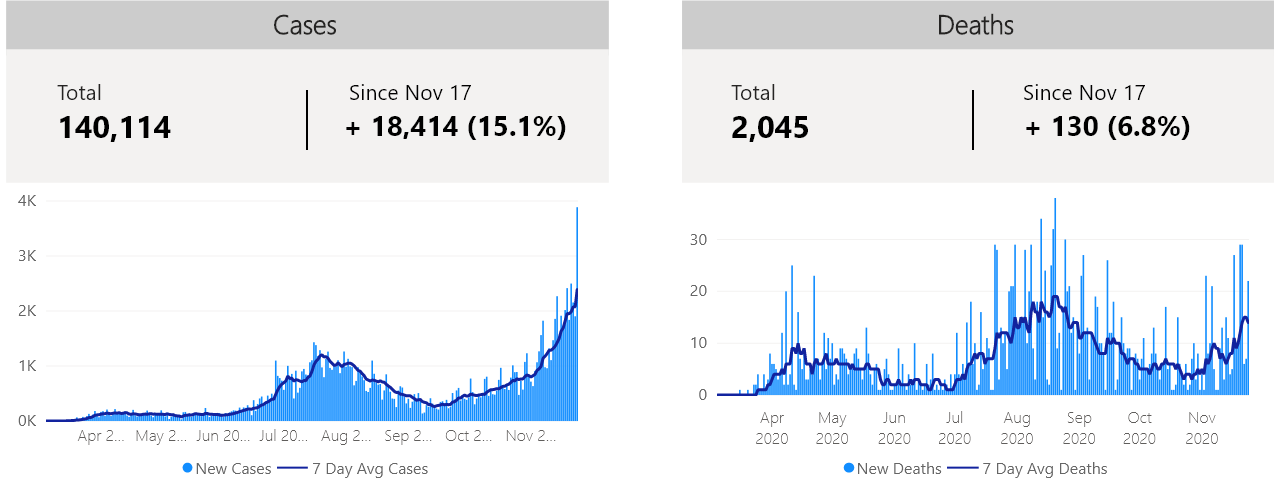 Cases
Total
Since Nov 17
140,114
+ 18,414 (15.1%)
4K
3K
2K
1K
0K
Apr 2... May 2... Jun 20... Jul 20... Aug 2... Sep 2... Oct 2... Nov 2...
New Cases 7 Day Avg Cases
Deaths
Total
Since Nov 17
2,045
+ 130 (6.8%)
30
20
10
0
Apr May Jun Jul Aug Sep Oct Nov
2020 2020 2020 2020 2020 2020 2020 2020
New Deaths 7 Day Avg Deaths